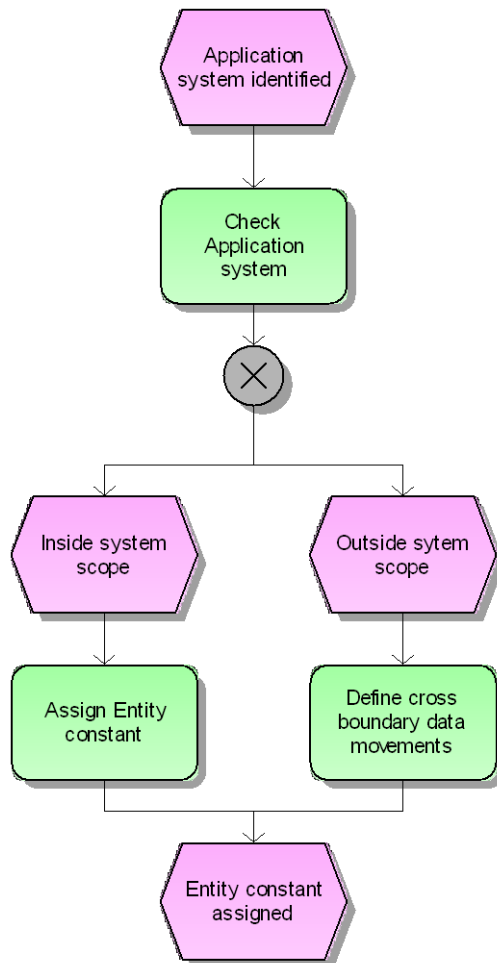 Application
system identified
Check
Application
system
Inside system
scope
Outside sytem
scope
Assign Entity
constant
Define cross
boundary data
movements
Entity constant
assigned